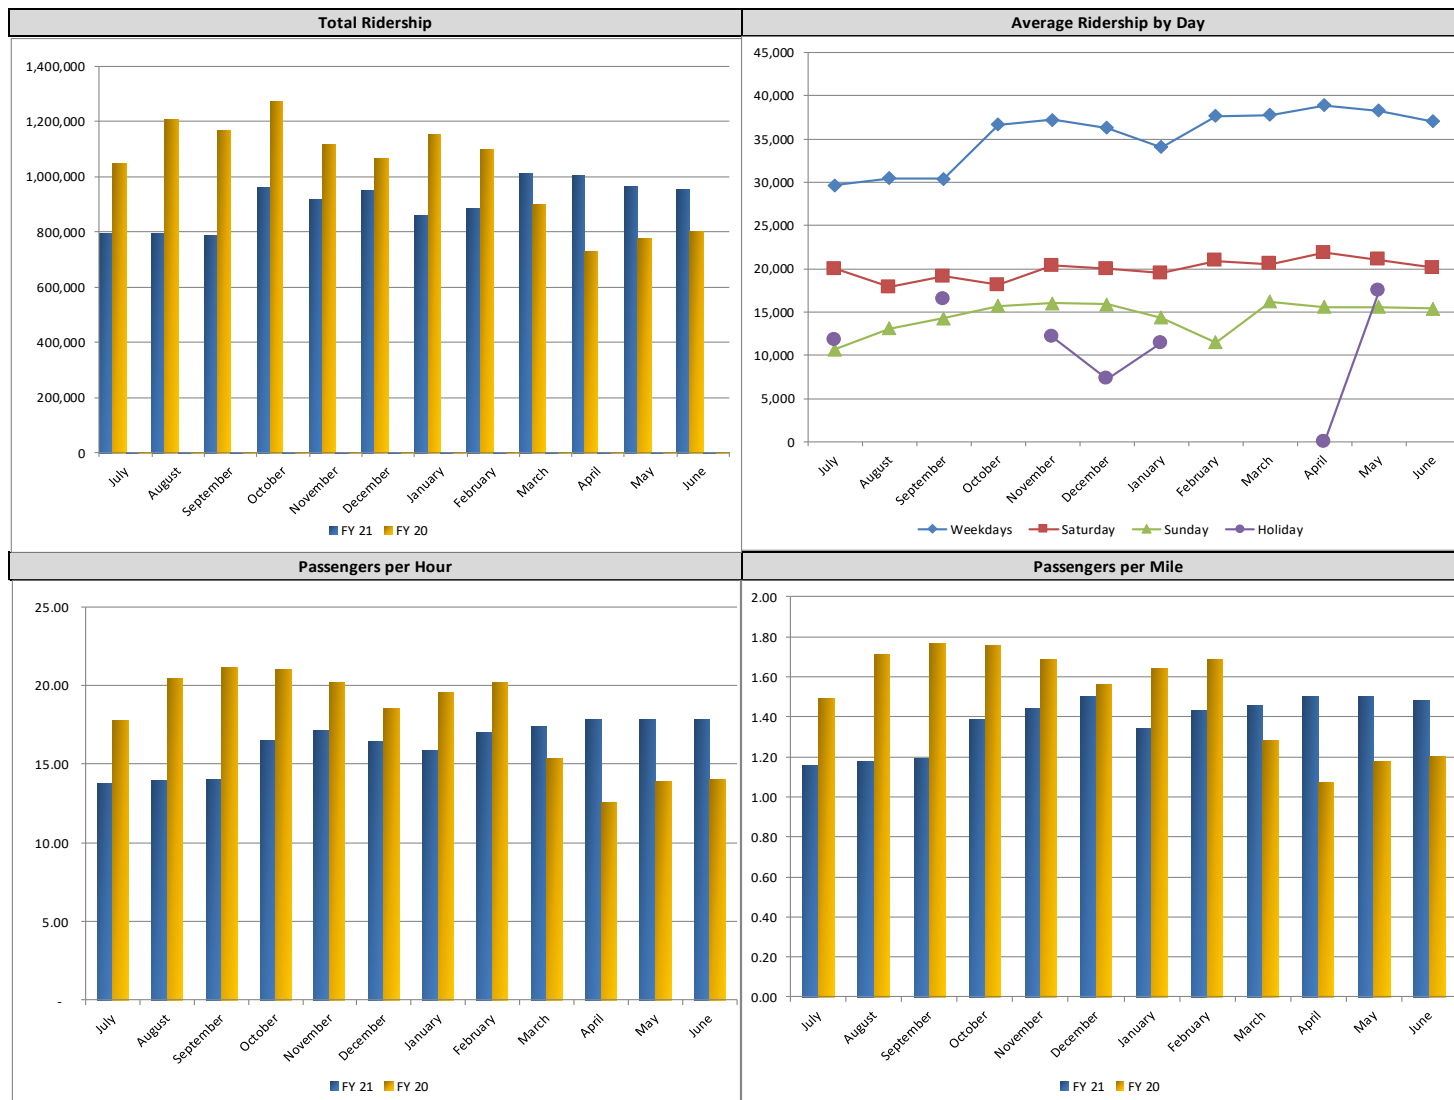 Total Ridership
1,400,000
1,200,000
1,000,000
800,000
600,000
400,000
200,000
0
July August September October November December January February March April May June
FY 21 FY 20
Average Ridership by Day
45,000
40,000
35,000
30,000
25,000
20,000
15,000
10,000
5,000
0
July August September October November December January February March April May June
Weekdays Saturday Sunday Holiday
Passengers per Hour
25.00
20.00
15.00
10.00
5.00
-
July August September October November December January February March April May June
FY 21 FY 20
Passengers per Mile
2.00
1.80
1.60
1.40
1.20
1.00
0.80
0.60
0.40
0.20
0.00
July August September October November December January February March April May June
FY 21 FY 20